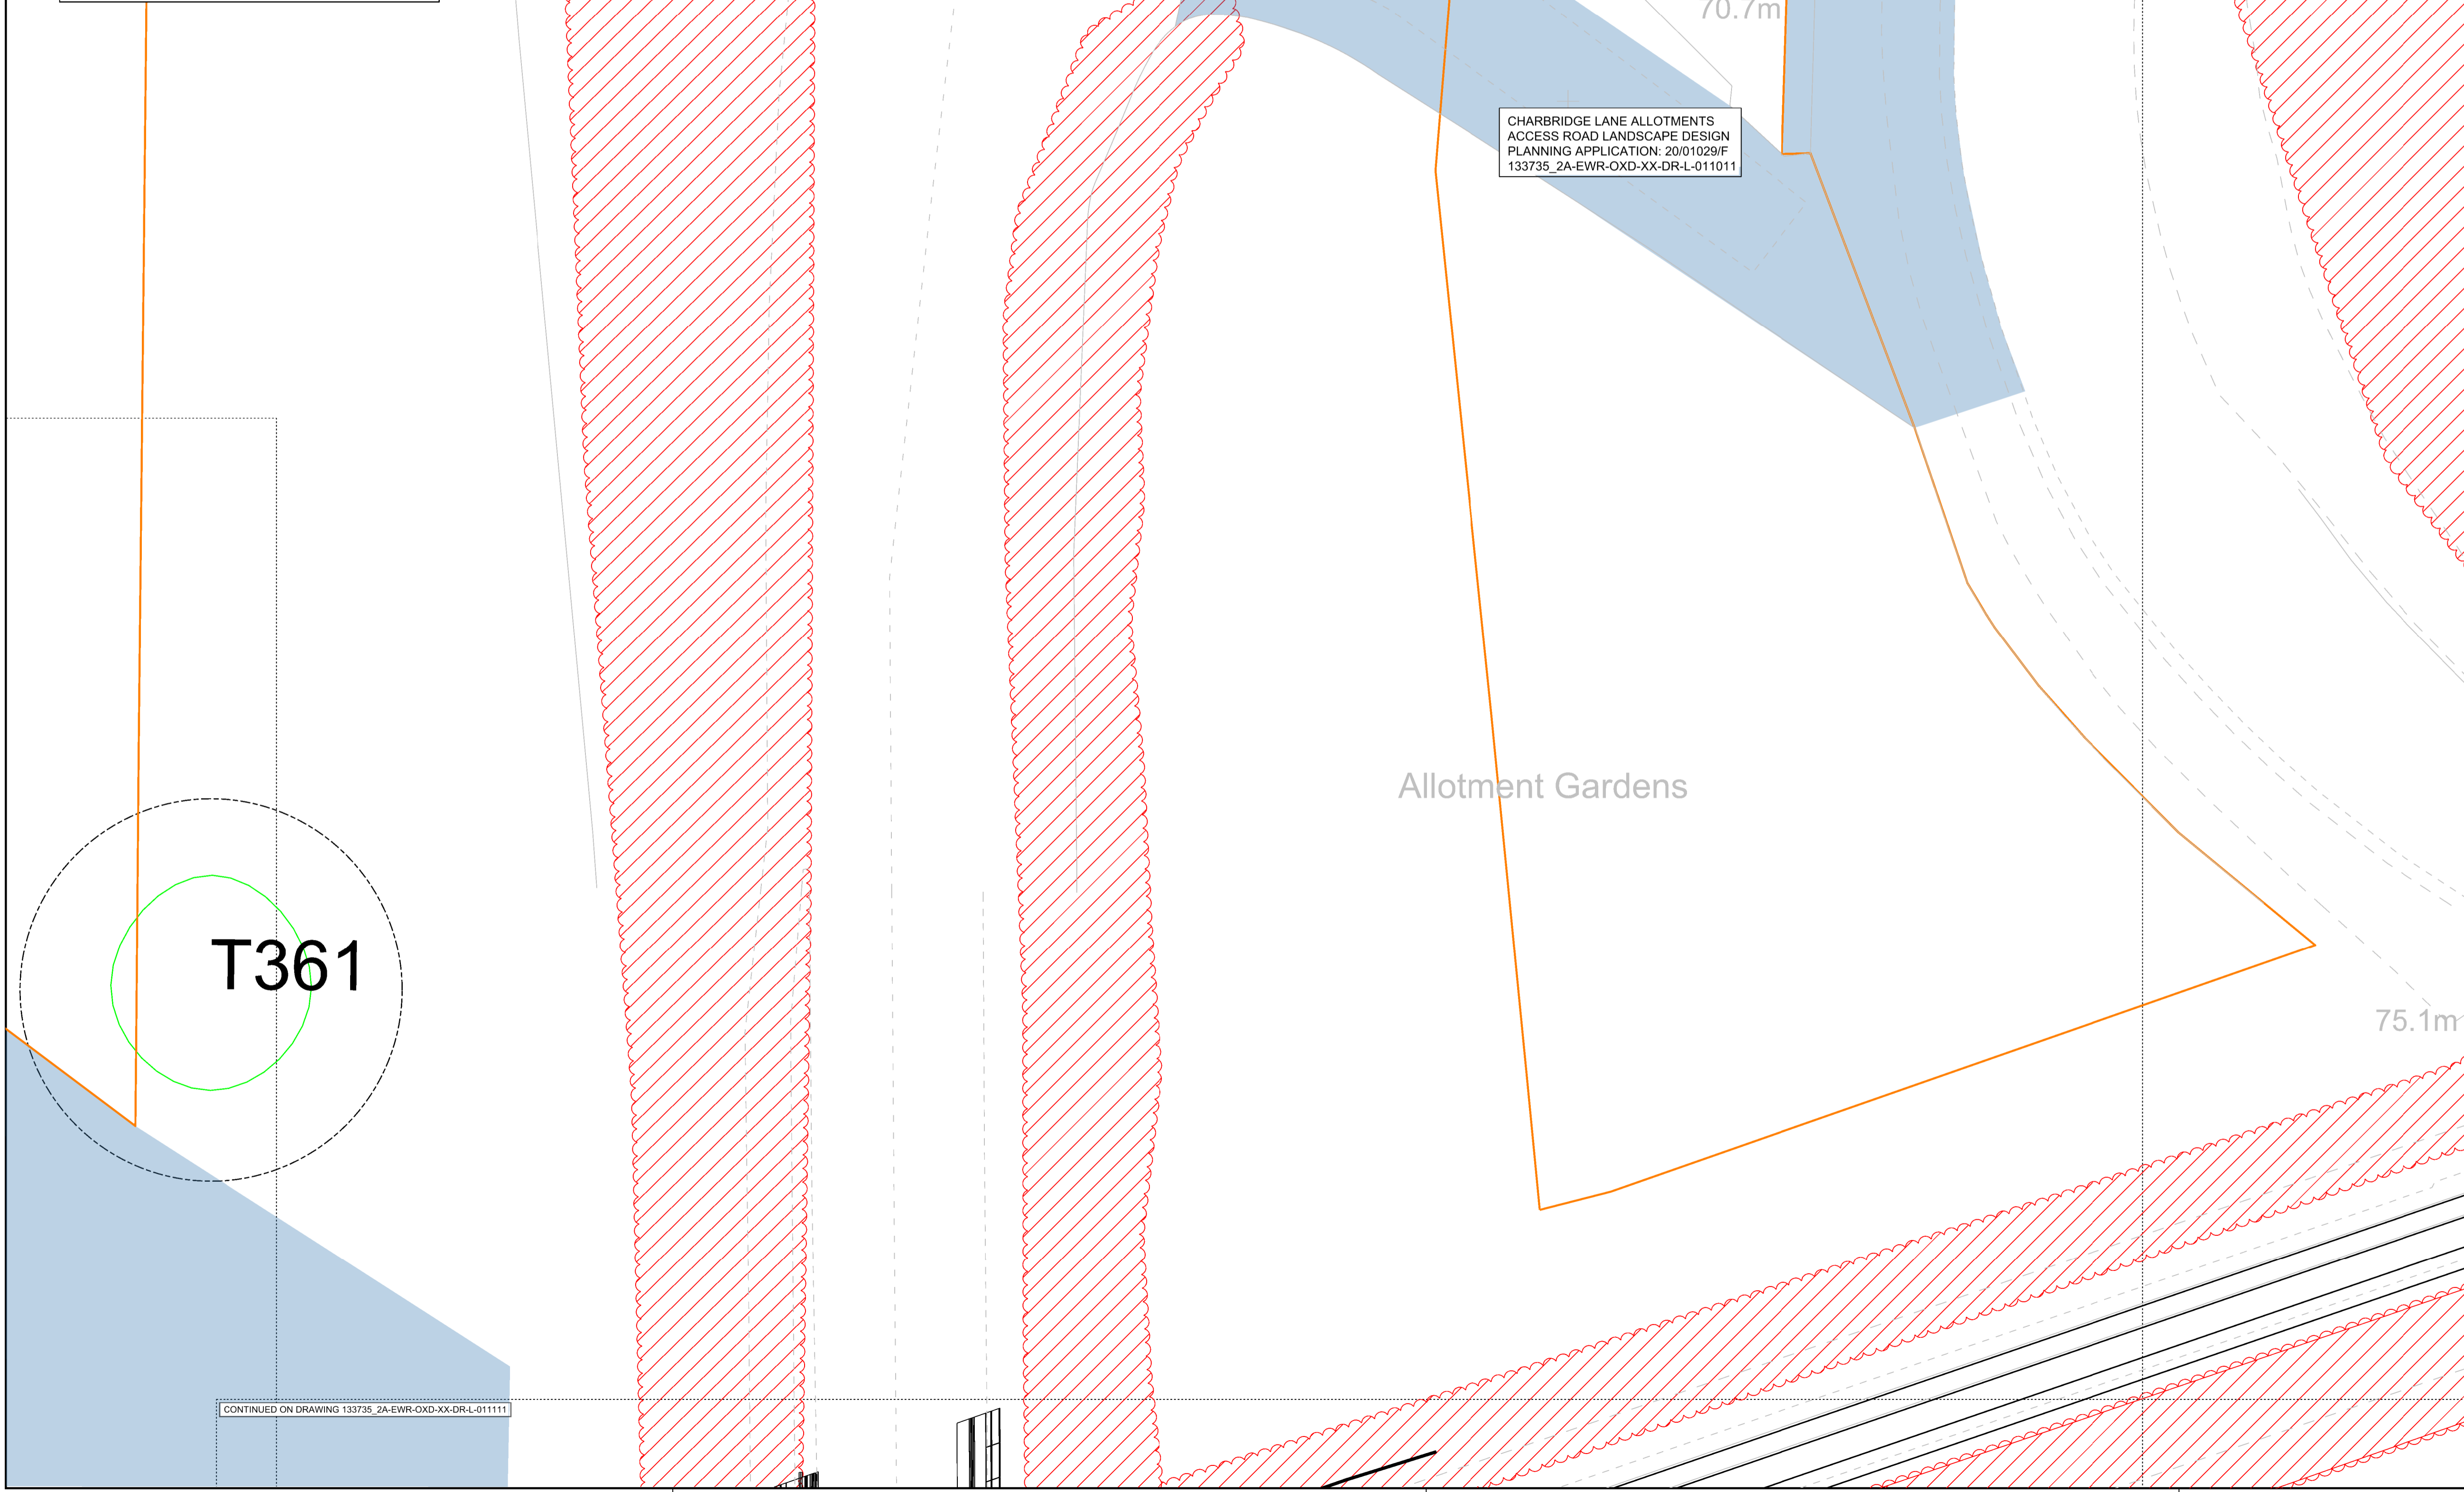 70.7m
CHARBRIDGE LANE ALLOTMENTS
ACCESS ROAD LANDSCAPE DESIGN
PLANNING APPLICATION: 20/01029/F
133735_2A-EWR-OXD-XX-DR-L-011011
Allotment Gardens
T361
75.1m
CONTINUED ON DRAWING 133735_2A-EWR-OXD-XX-DR-L-011111